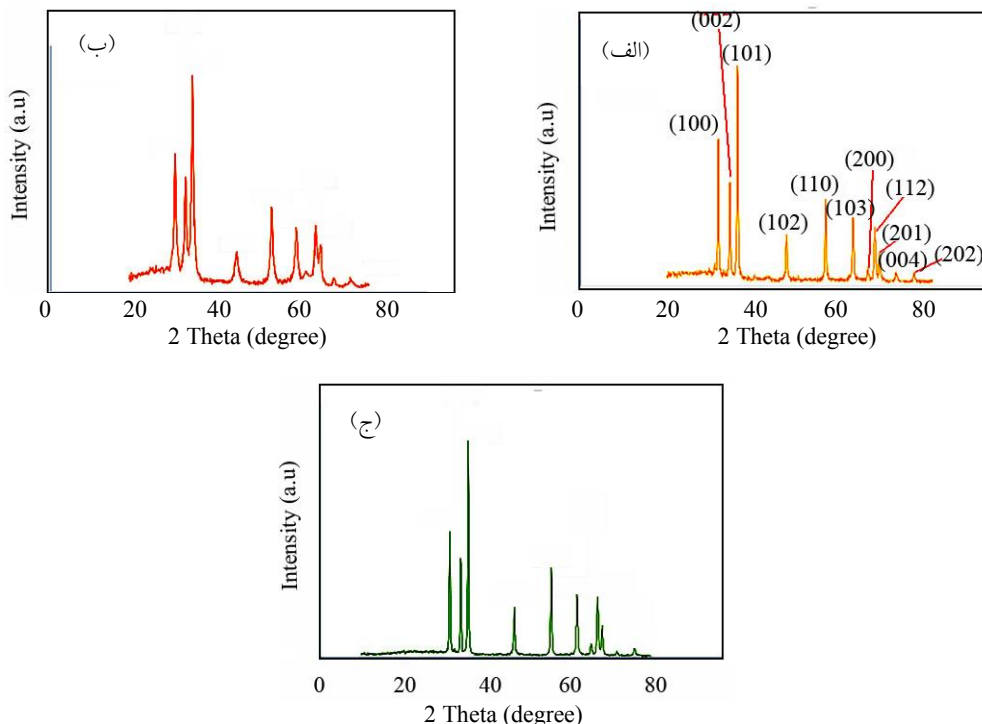 (ب)
Intensity (a.u)
0 20 40 60 80
2 Theta (degree)
(الف)
(002)
(101)
(100)
(200)
(110)
(112)
(103)
(102)
(201)
(004)
(202)
Intensity (a.u)
0 20 40 60 80
2 Theta (degree)
(ج)
Intensity (a.u)
0 20 40 60 80
2 Theta (degree)